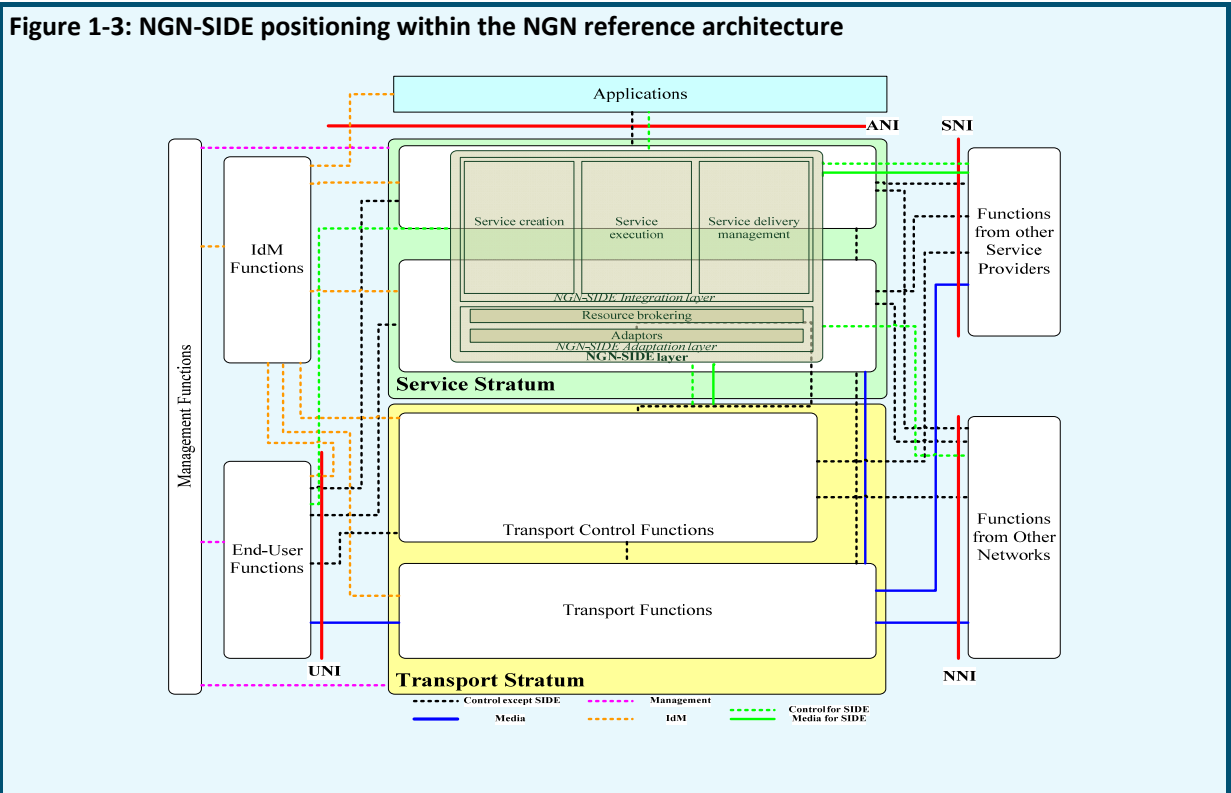 Figure 1-3: NGN-SIDE positioning within the NGN reference architecture
Applications
ANI
SNI
Management Functions
IdM
Functions
Service creation
Service
execution
Service delivery
management
NGN-SIDE Integration layer
Resource brokering
Adaptors
NGN-SIDE Adaptation layer
NGN-SIDE layer
Service Stratum
Functions
from other
Service
Providers
End-User
Functions
UNI
Transport Control Functions
Transport Functions
Transport Stratum
Functions
from Other
Networks
NNI
Control except SIDE
Management
Control for SIDE
Media
IdM
Media for SIDE